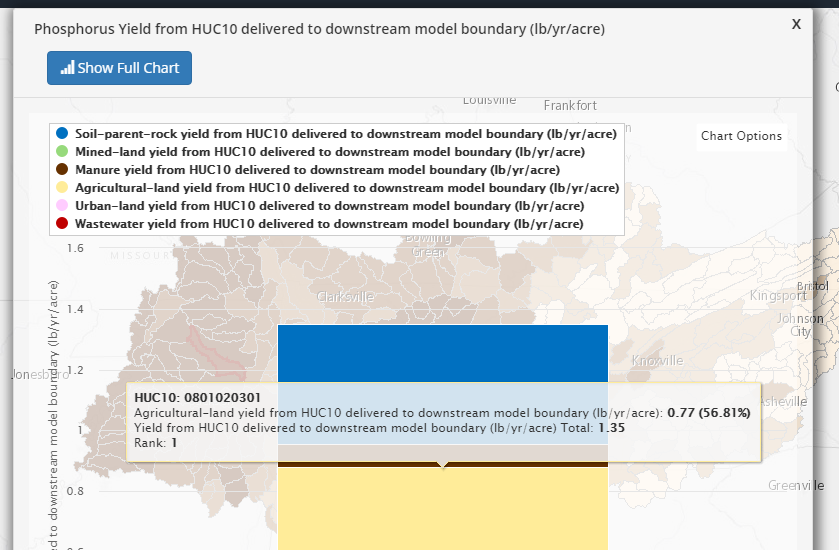 Phosphorus Yield from HUC10 delivered to downstream model boundary (lb/yr/acre)
X
Show Full Chart
Louisville
Frankfort
Soil-parent-rock yield from HUC10 delivered to downstream model boundary (lb/yr/acre)
Mined-land yield from HUC10 delivered to downstream model boundary (lb/yr/acre)
Manure yield from HUC10 delivered to downstream model boundary (lb/yr/acre)
Agricultural-land yield from HUC10 delivered to downstream model boundary (lb/yr/acre)
Urban-land yield from HUC10 delivered to downstream model boundary (lb/yr/acre)
Wastewater yield from HUC10 delivered to downstream model boundary (lb/yr/acre)
Chart Options
Bowling
Green
1.6
MISSOUR
Clarksville
1.4
Kingsport
Bristol
Johnson
City
Knoxville
1.2
Jonesboro
HUC10: 0801020301
Agricultural-land yield from HUC10 delivered to downstream model boundary (lb/yr/acre): 0.77 (56.81%)
Yield from HUC10 delivered to downstream model boundary (lb/yr/acre) Total: 1.35
Rank: 1
Asheville
1
0.8
Greenville
ed to downstream model boundary (lb/yr/acre)